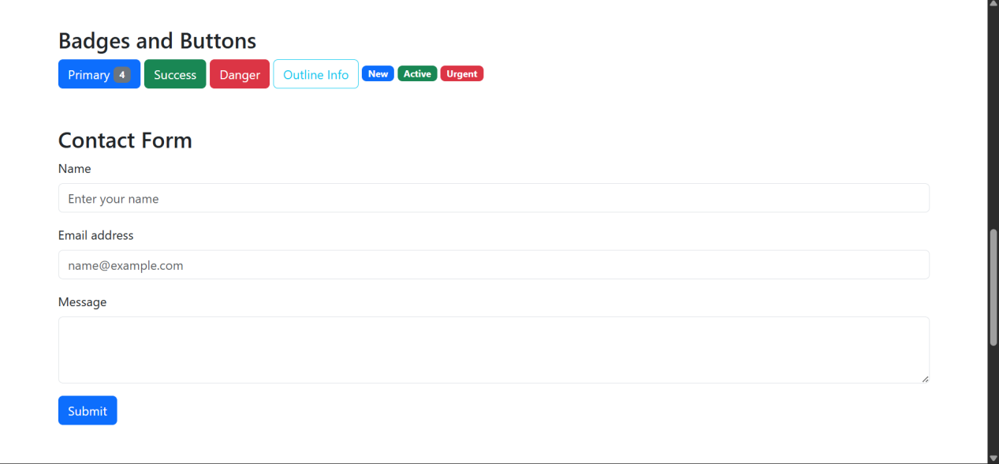 Badges and Buttons
Primary 4 Success Danger Outline Info New Active Urgent
Contact Form
Name
Enter your name
Email address
name@example.com
Message
Submit